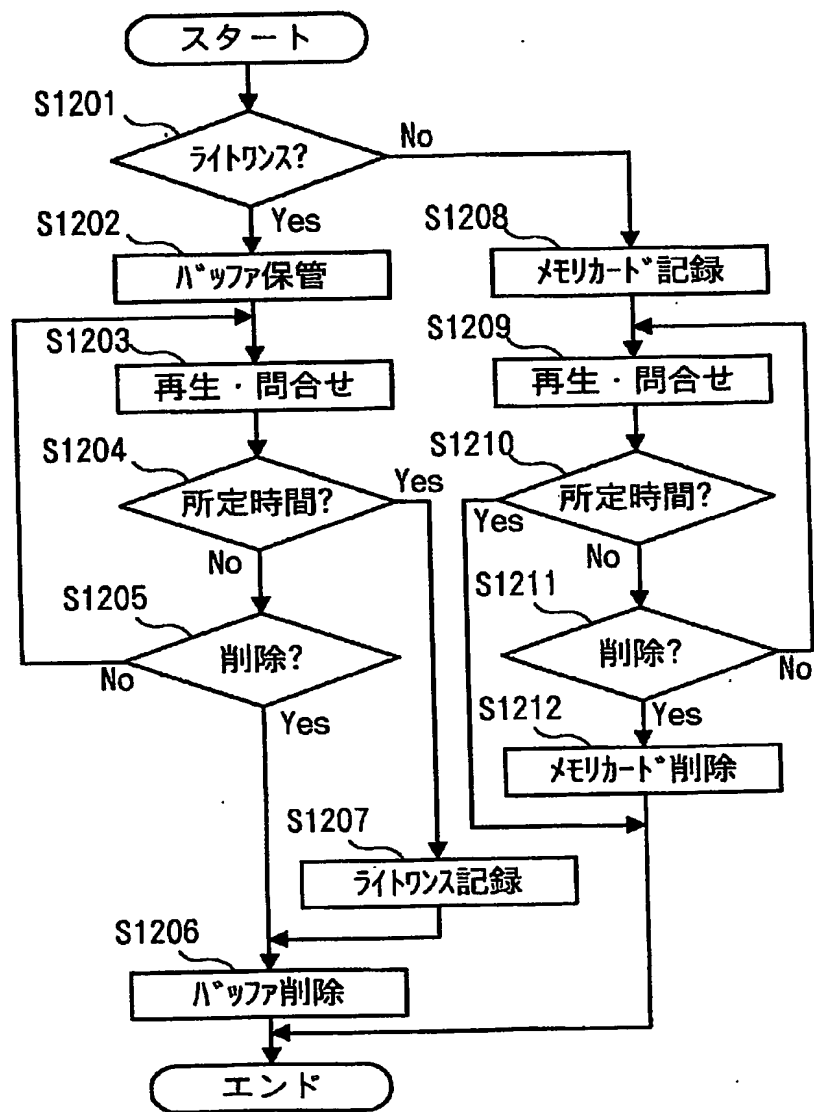 スタート
S1201
ライトワンス?
No
Yes
S1202
バッファ保管
S1208
メモリカード記録
S1203
再生・問合せ
S1209
再生・問合せ
S1204
所定時間?
Yes
No
S1210
所定時間?
Yes
No
S1205
削除?
No
Yes
S1211
削除?
No
Yes
S1212
メモリカード削除
S1207
ライトワンス記録
S1206
バッファ削除
エンド